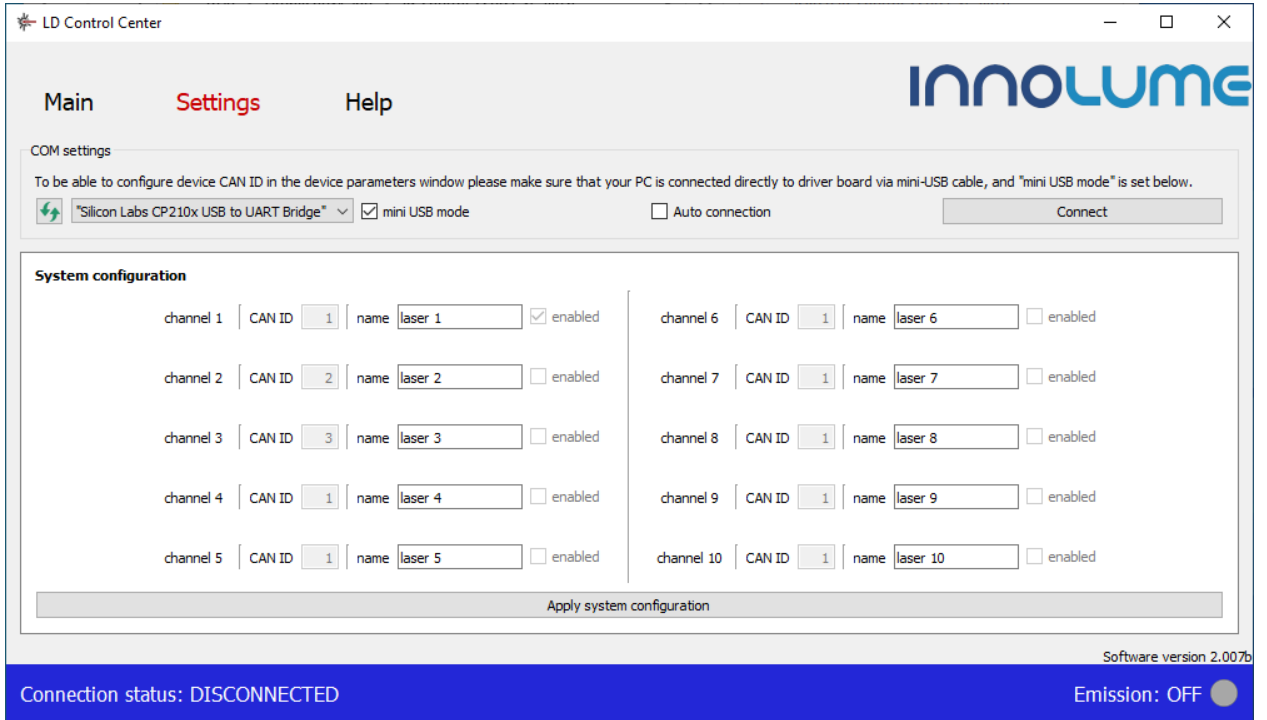 LD Control Center
INNOLUME
Main Settings Help
COM settings
To be able to configure device CAN ID in the device parameters window please make sure that your PC is connected directly to driver board via mini-USB cable, and "mini USB mode" is set below.
"Silicon Labs CP210x USB to UART Bridge" mini USB mode Auto connection Connect
System configuration
channel 1 CAN ID 1 name laser 1 enabled
channel 2 CAN ID 2 name laser 2 enabled
channel 3 CAN ID 3 name laser 3 enabled
channel 4 CAN ID 1 name laser 4 enabled
channel 5 CAN ID 1 name laser 5 enabled
channel 6 CAN ID 1 name laser 6 enabled
channel 7 CAN ID 1 name laser 7 enabled
channel 8 CAN ID 1 name laser 8 enabled
channel 9 CAN ID 1 name laser 9 enabled
channel 10 CAN ID 1 name laser 10 enabled
Apply system configuration
Software version 2.007b
Connection status: DISCONNECTED Emission: OFF